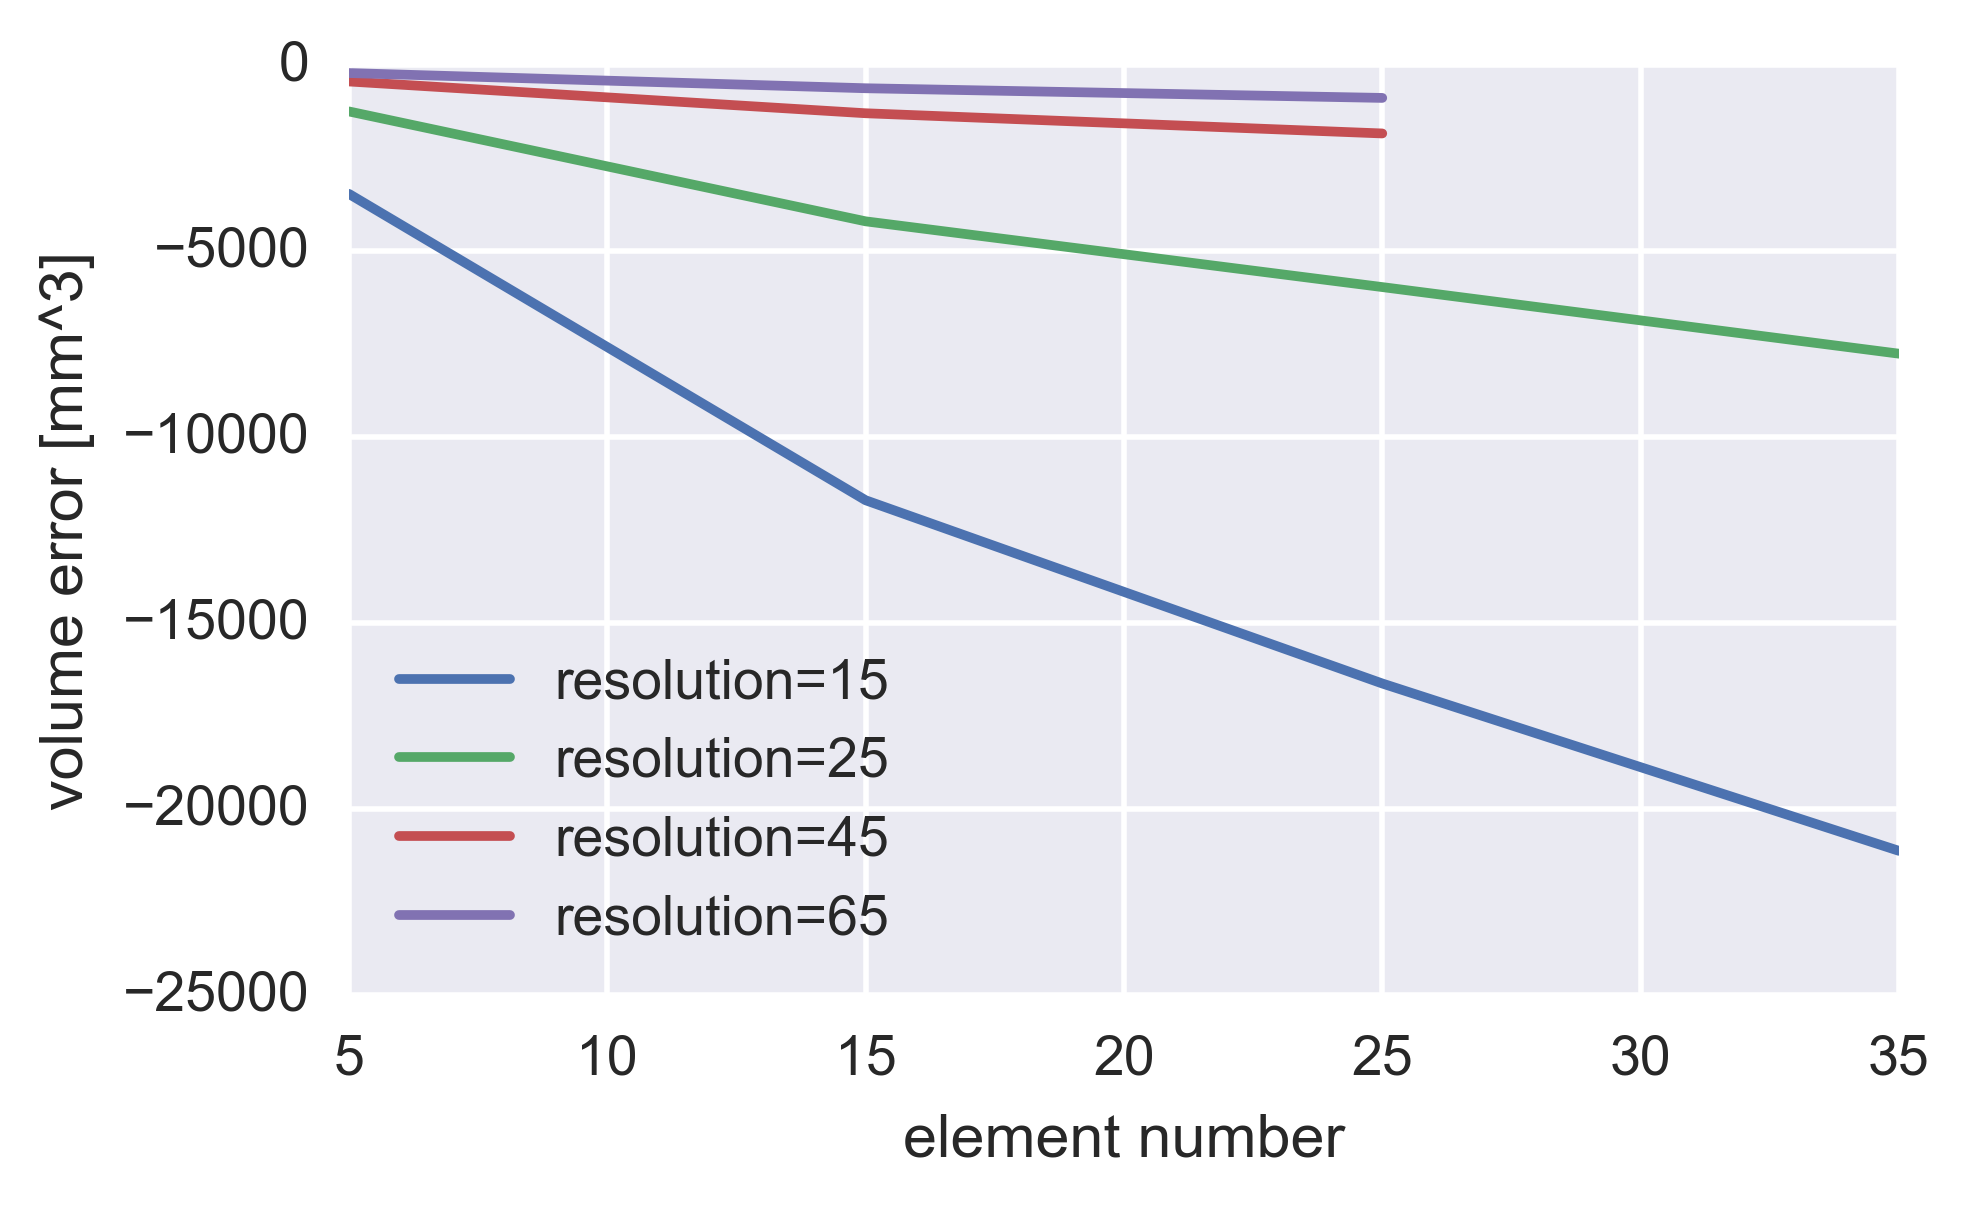 0
−5000
−10000
−15000
−20000
−25000
volume error [mm^3]
resolution=15
resolution=25
resolution=45
resolution=65
5 10 15 20 25 30 35
element number